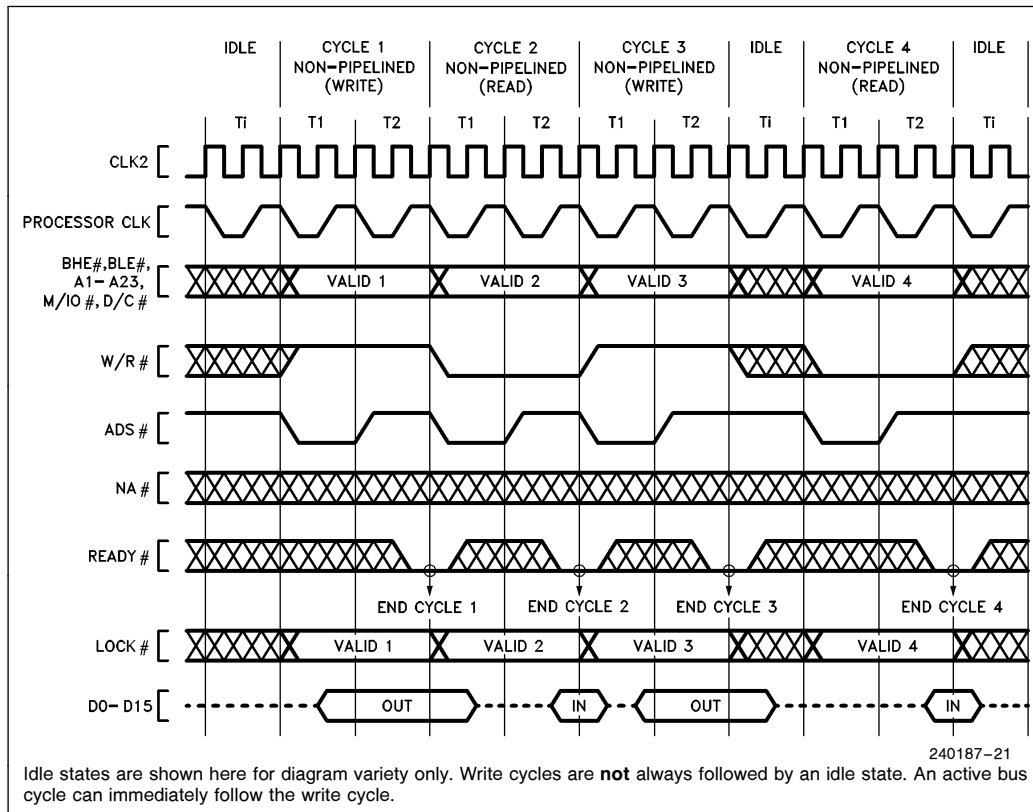 IDLE CYCLE 1 CYCLE 2 CYCLE 3 IDLE CYCLE 4 IDLE
NON-PIPELINED NON-PIPELINED NON-PIPELINED NON-PIPELINED
(WRITE) (READ) (WRITE) (READ)
Ti T1 T2 T1 T2 T1 T2 Ti T1 T2 Ti
CLK2
PROCESSOR CLK
BHE#,BLE#,
A1-A23,
M/IO #, D/C #
VALID 1 VALID 2 VALID 3 VALID 4
W/R #
ADS #
NA #
READY #
END CYCLE 1 END CYCLE 2 END CYCLE 3 END CYCLE 4
LOCK # VALID 1 VALID 2 VALID 3 VALID 4
D0-D15 OUT IN OUT IN
240187-21
Idle states are shown here for diagram variety only. Write cycles are not always followed by an idle state. An active bus
cycle can immediately follow the write cycle.